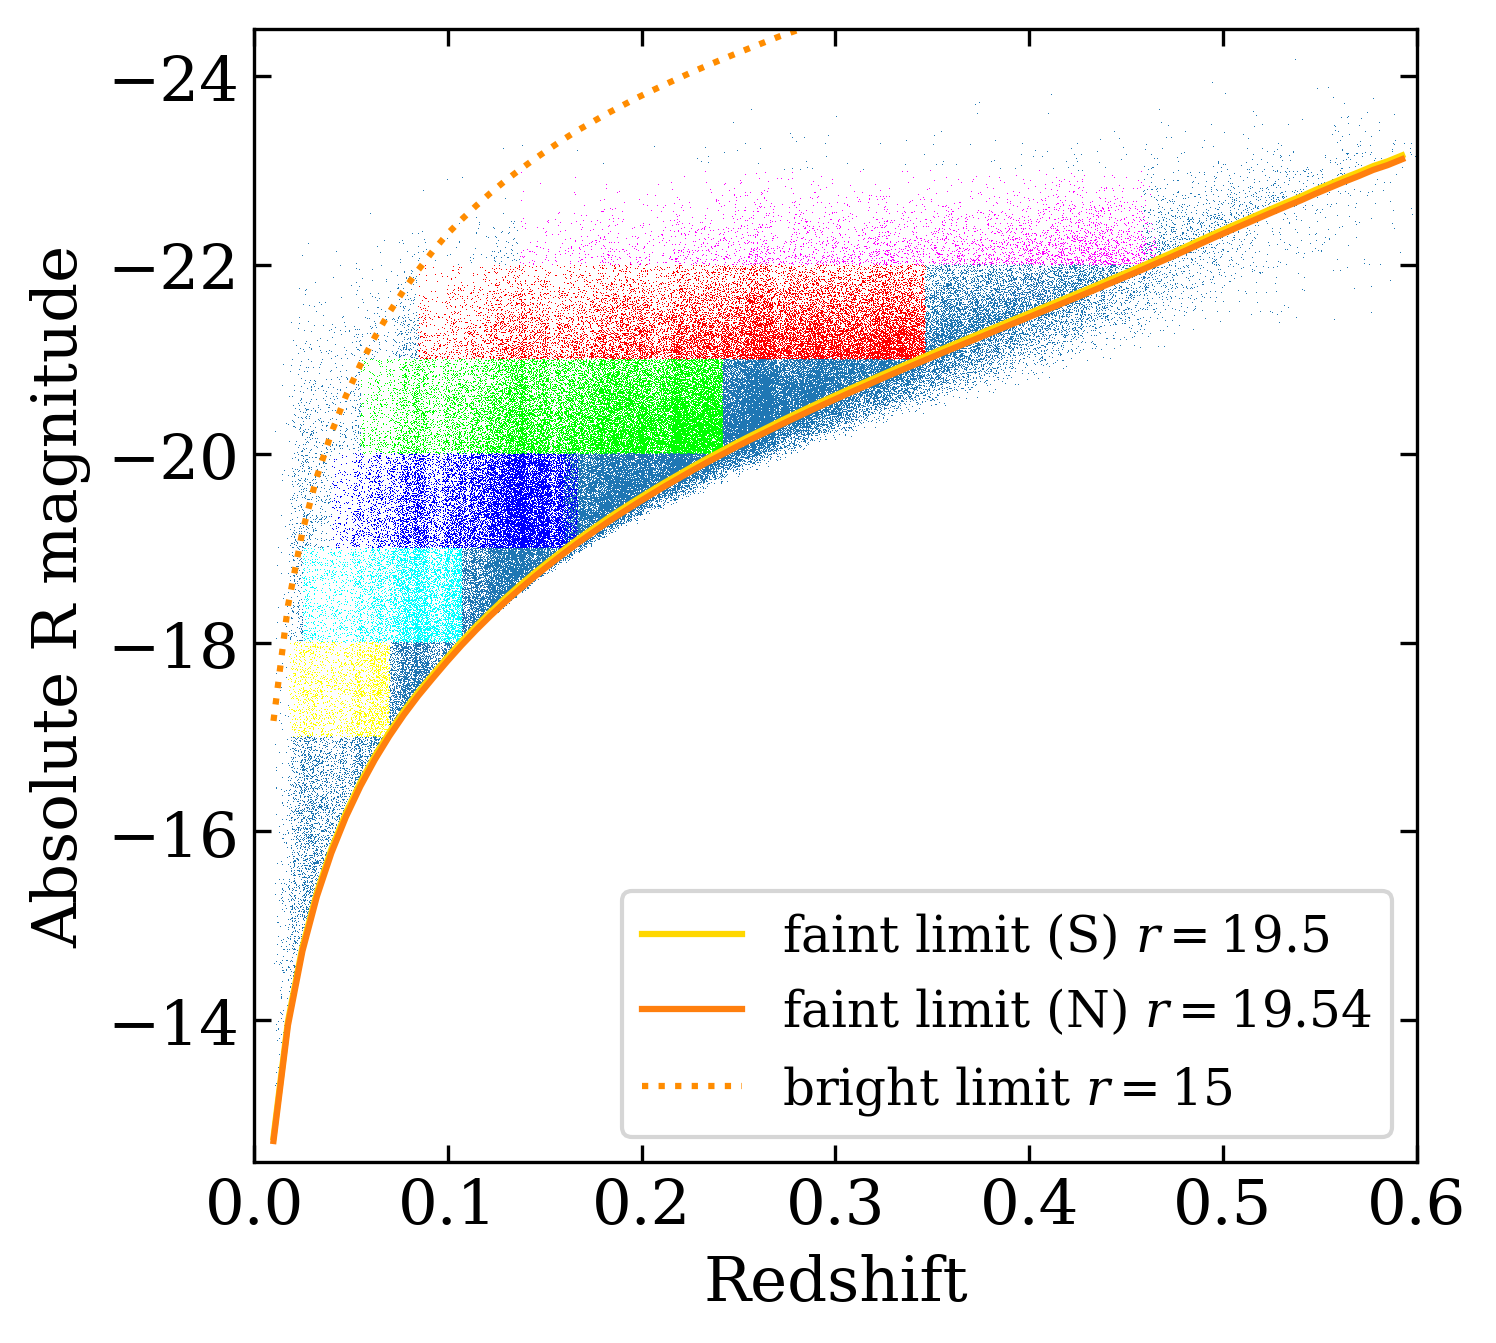 Absolute R magnitude
−24
−22
−20
−18
−16
−14
faint limit (S) r = 19.5
faint limit (N) r = 19.54
bright limit r = 15
0.0 0.1 0.2 0.3 0.4 0.5 0.6
Redshift